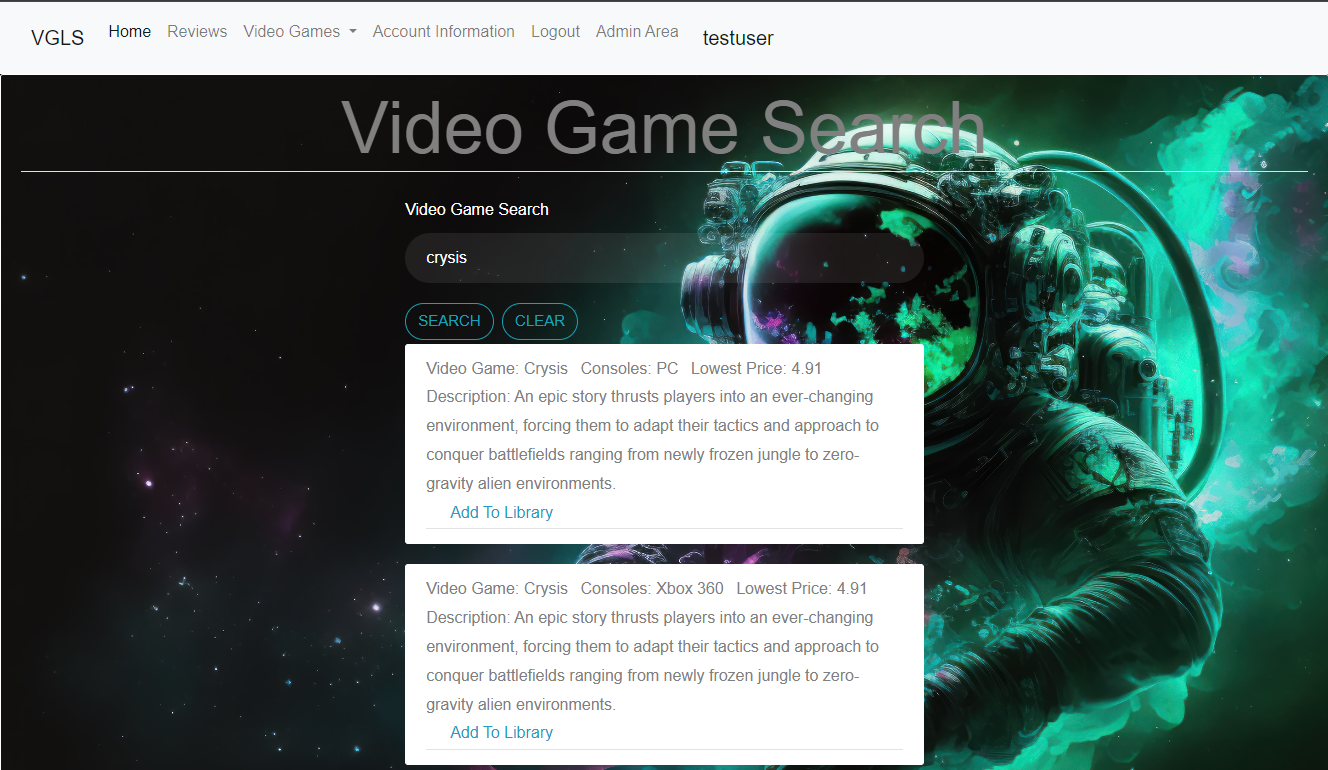 VGLS Home Reviews Video Games Account Information Logout Admin Area testuser
Video Game Search
Video Game Search
crysis
SEARCH CLEAR
Video Game: Crysis Consoles: PC Lowest Price: 4.91
Description: An epic story thrusts players into an ever-changing
environment, forcing them to adapt their tactics and approach to
conquer battlefields ranging from newly frozen jungle to zero-
gravity alien environments.
Add To Library
Video Game: Crysis Consoles: Xbox 360 Lowest Price: 4.91
Description: An epic story thrusts players into an ever-changing
environment, forcing them to adapt their tactics and approach to
conquer battlefields ranging from newly frozen jungle to zero-
gravity alien environments.
Add To Library